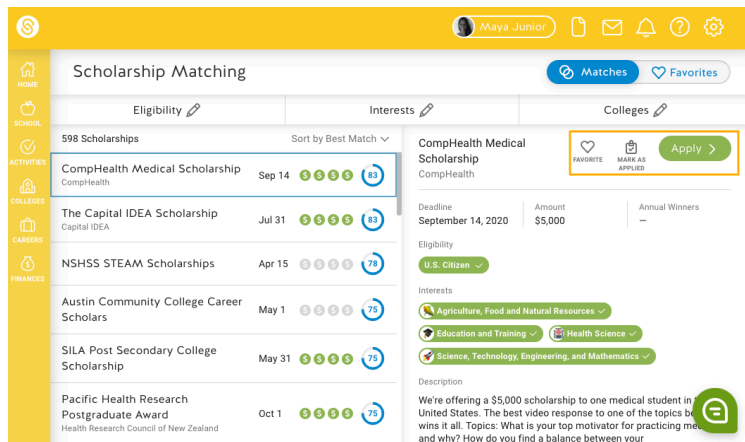 Maya Junior
Scholarship Matching
Matches
Favorites
HOME
SCHOOL
ACTIVITIES
COLLEGES
CAREERS
FINANCES
Eligibility
Interests
Colleges
598 Scholarships
Sort by Best Match
CompHealth Medical Scholarship
CompHealth
Sep 14
83
The Capital IDEA Scholarship
Capital IDEA
Jul 31
83
NSHSS STEAM Scholarships
Apr 15
78
Austin Community College Career
Scholars
May 1
75
SILA Post Secondary College
Scholarship
May 31
75
Pacific Health Research
Postgraduate Award
Health Research Council of New Zealand
Oct 1
75
CompHealth Medical
Scholarship
CompHealth
FAVORITE
MARK AS
APPLIED
Apply
Deadline
September 14, 2020
Amount
$5,000
Annual Winners
—
Eligibility
U.S. Citizen
Interests
Agriculture, Food and Natural Resources
Education and Training
Health Science
Science, Technology, Engineering, and Mathematics
Description
We're offering a $5,000 scholarship to one medical student in
United States. The best video response to one of the topics
wins it all. Topics: What is your top motivator for practicing
and why? How do you find a balance between your